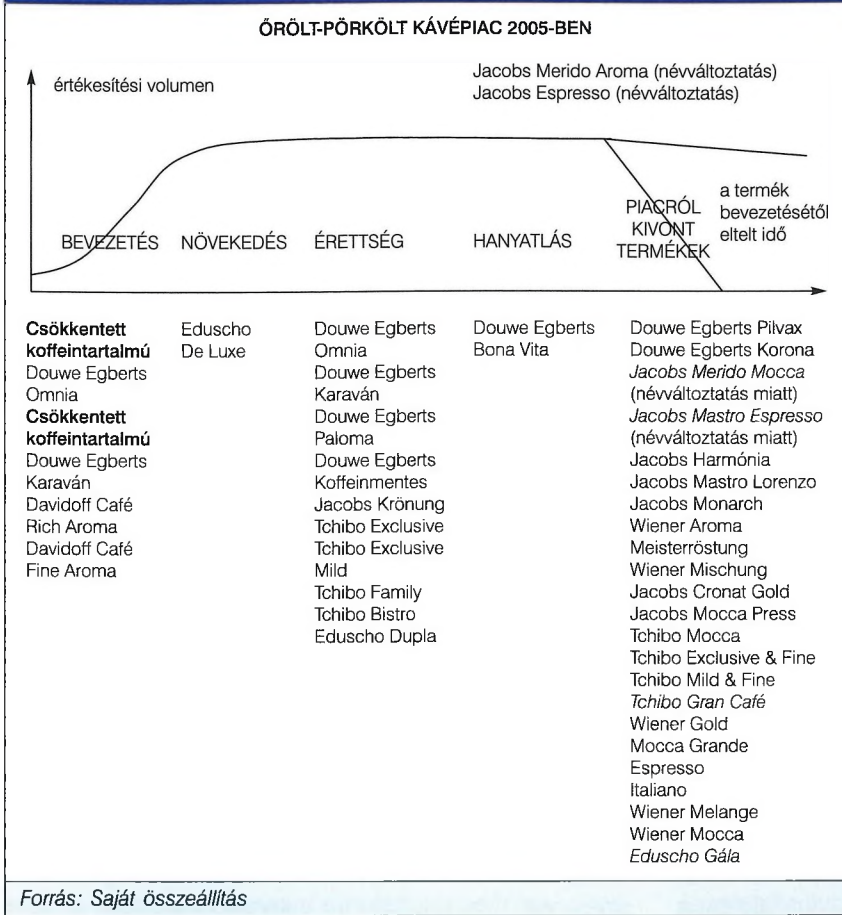 ŐRÖLT-PÖRKÖLT KÁVÉPIAC 2005-BEN
értékesítési volumen
Jacobs Merido Aroma (névváltoztatás)
Jacobs Espresso (névváltoztatás)
BEVEZETÉS
NÖVEKEDÉS
ÉRETTSÉG
HANYATLÁS
PIACRÓL
KIVONT
TERMÉKEK
a termék
bevezetésétől
eltelt idő
Csökkentett
koffeintartalmú
Douwe Egberts
Omnia
Csökkentett
koffeintartalmú
Douwe Egberts
Karaván
Davidoff Café
Rich Aroma
Davidoff Café
Fine Aroma
Eduscho
De Luxe
Douwe Egberts
Omnia
Douwe Egberts
Karaván
Douwe Egberts
Paloma
Douwe Egberts
Koffeinmentes
Jacobs Krönung
Tchibo Exclusive
Tchibo Exclusive
Mild
Tchibo Family
Tchibo Bistro
Eduscho Dupla
Douwe Egberts
Bona Vita
Douwe Egberts Pilvax
Douwe Egberts Korona
Jacobs Merido Mocca
(névváltoztatás miatt)
Jacobs Mastro Espresso
(névváltoztatás miatt)
Jacobs Harmónia
Jacobs Mastro Lorenzo
Jacobs Monarch
Wiener Aroma
Meisterröstung
Wiener Mischung
Jacobs Cronat Gold
Jacobs Mocca Press
Tchibo Mocca
Tchibo Exclusive & Fine
Tchibo Mild & Fine
Tchibo Gran Café
Wiener Gold
Mocca Grande
Espresso
Italiano
Wiener Melange
Wiener Mocca
Eduscho Gála
Forrás: Saját összeállítás